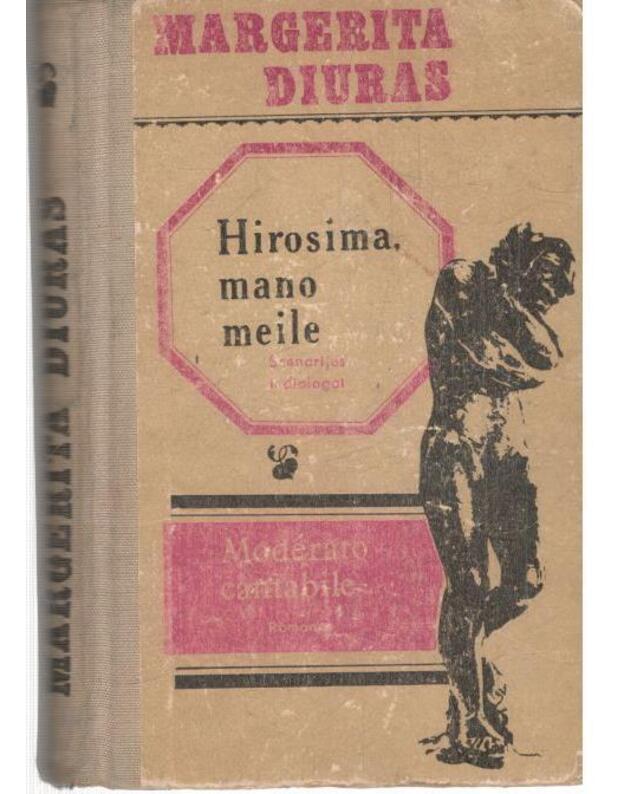 MARGERITA
DIURAS
Hirosima,
mano
meile
Scenarijus
ir dialogai
Moderato
cantabile
Romanas
MARGERITA DIURAS